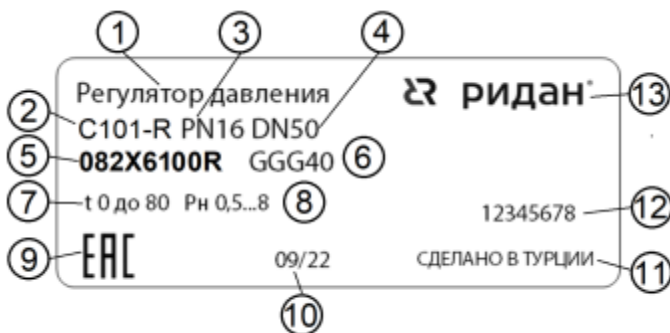 1 3 4
Регулятор давления ридан 13
2 C101-R PN16 DN50
5 082X6100R GGG40 6
7 t 0 до 80 Рн 0,5...8 8 12345678 12
9 EAC 09/22 СДЕЛАНО В ТУРЦИИ 11
10